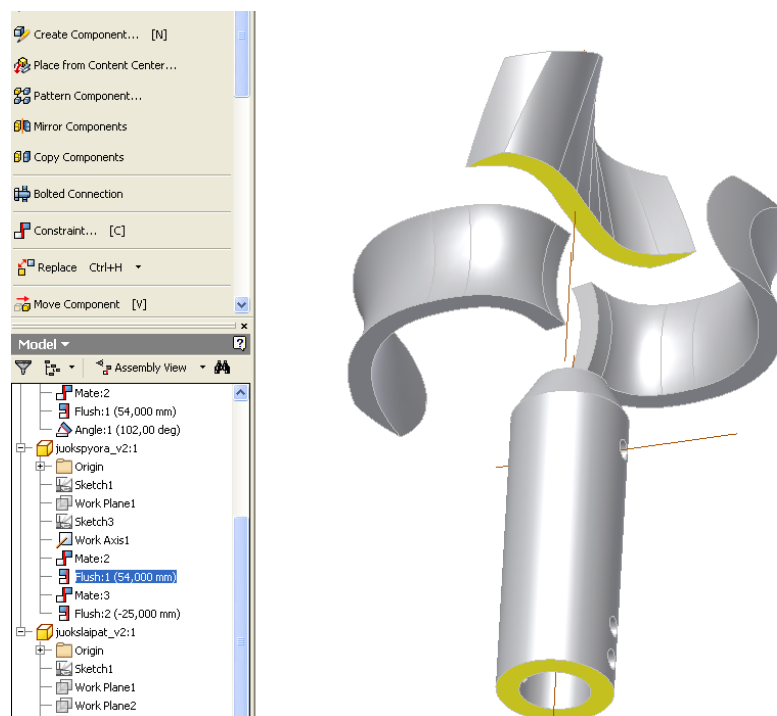 Create Component... [N]
Place from Content Center...
Pattern Component...
Mirror Components
Copy Components
Bolted Connection
Constraint... [C]
Replace Ctrl+H
Move Component [V]
Model
Assembly View
Mate:2
Flush:1 (54,000 mm)
Angle:1 (102,00 deg)
juokspyora_v2:1
Origin
Sketch1
Work Plane1
Sketch3
Work Axis1
Mate:2
Flush:1 (54,000 mm)
Mate:3
Flush:2 (-25,000 mm)
juokslaipat_v2:1
Origin
Sketch1
Work Plane1
Work Plane2